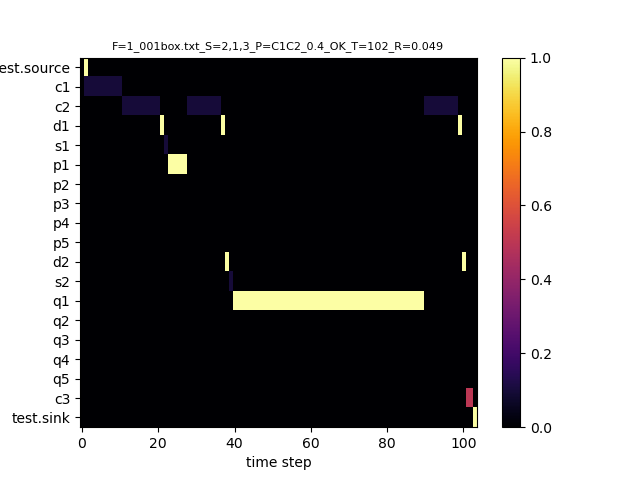 F=1_001box.txt_S=2,1,3_P=C1C2_0.4_OK_T=102_R=0.049
est.source
c1
c2
d1
s1
p1
p2
p3
p4
p5
d2
s2
q1
q2
q3
q4
q5
c3
test.sink
0 20 40 60 80 100
time step
1.0
0.8
0.6
0.4
0.2
0.0